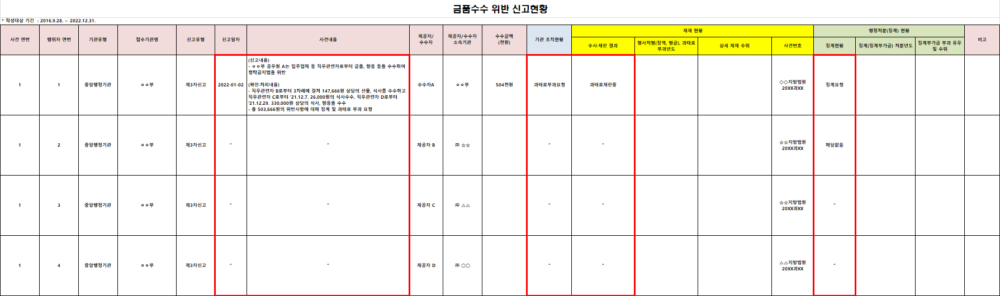 금품수수 위반 신고현황
* 작성대상 기간 : 2016.9.28. ~ 2022.12.31.
사건 연번
행위자 연번
기관유형
접수기관명
신고유형
신고일자
사건내용
제공자/
수수자
제공자/수수자
소속기관
수수금액
(천원)
기관 조치현황
제재 현황
수사·재판 결과
형사처벌(징역, 벌금), 과태료
부과년도
상세 제재 수위
사건번호
행정처분(징계) 현황
징계현황
징계(징계부가금) 처분년도
징계부가금 부과 유무
및 수위
비고
1
1
중앙행정기관
ㅇㅇ부
제3자신고
2022-01-02
(신고내용)
- ㅇㅇ부 공무원 A는 입주업체 등 직무관련자로부터 금품, 향응 등을 수수하여
청탁금지법을 위반
(확인·처리내용)
- 직무관련자 B로부터 3차례에 걸쳐 147,666원 상당의 선물, 식사를 수수하고
직무관련자 C로부터 '21.12.7. 26,000원의 식사수수, 직무관련자 D로부터
'21.12.29. 330,000원 상당의 식사, 향응을 수수
- 총 503,666원의 위반사항에 대해 징계 및 과태료 부과 요청
수수자A
ㅇㅇ부
504천원
과태료부과요청
과태료재판중
◇◇지방법원
20XX과XX
징계요청
1
2
중앙행정기관
ㅇㅇ부
제3자신고
〃
〃
제공자 B
㈜ ☆☆
〃
〃
☆☆지방법원
20XX과XX
해당없음
1
3
중앙행정기관
ㅇㅇ부
제3자신고
〃
〃
제공자 C
㈜ △△
〃
〃
☆☆지방법원
20XX과XX
〃
1
4
중앙행정기관
ㅇㅇ부
제3자신고
〃
〃
제공자 D
㈜ ○○
〃
〃
△△지방법원
20XX과XX
〃